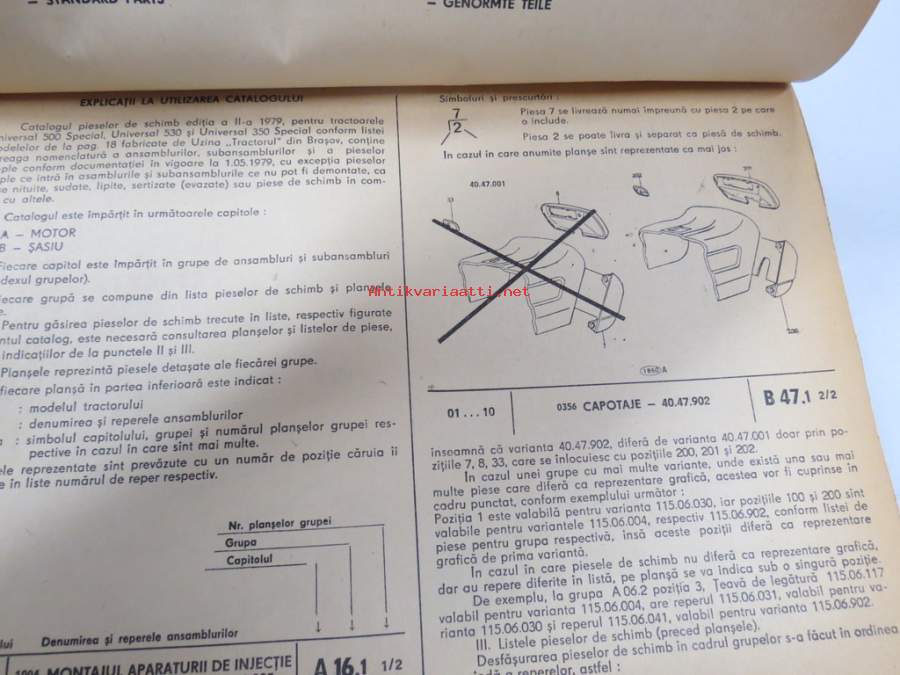 STANDARD PARTS
– GENORMTE TEILE
EXPLICAȚII LA UTILIZAREA CATALOGULUI
Catalogul pieselor de schimb ediția a II-a 1979, pentru tractoarele
500 Special, Universal 530 și Universal 350 Special conform listei
de la pag. 18 fabricate de Uzina „Tractorul" din Brașov, conține
nomenclatură a ansamblurilor, subansamblurilor și a pieselor
conform documentației în vigoare la 1.05.1979, cu excepția pieselor
ce intră în asamblurile și subansamblurile ce nu pot fi demontate, ca
nituite, sudate, lipite, sertizate (evazate) sau piese de schimb în com-
cu altele.
Catalogul este împărțit în următoarele capitole :
A – MOTOR
B – ȘASIU
Fiecare capitol este împărțit în grupe de ansambluri și subansambluri
grupelor).
grupă se compune din lista pieselor de schimb și planșele
Pentru găsirea pieselor de schimb trecute în liste, respectiv figurate
catalog, este necesară consultarea planșelor și listelor de piese,
indicațiilor de la punctele II și III.
Planșele reprezintă piesele detașate ale fiecărei grupe.
fiecare planșă în partea inferioară este indicat :
: modelul tractorului
: denumirea și reperele ansamblurilor
: simbolul capitolului, grupei și numărul planșelor grupei res-
pective în cazul în care sînt mai multe.
reprezentate sînt prevăzute cu un număr de poziție căruia îi
în liste numărul de reper respectiv.
Nr. planșelor grupei
Grupa
Capitolul
Denumirea și reperele ansamblurilor
MONTAJUL APARATURII DE INJECȚIE
A 16.1 1/2
Simboluri și prescurtări :
7
2
Piesa 7 se livrează numai împreună cu piesa 2 pe care
o include.
Piesa 2 se poate livra și separat ca piesă de schimb.
In cazul în care anumite planșe sînt reprezentate ca mai jos :
40.47.001
Antikvariaatti.net
1860 A
01 . . . 10
0356 CAPOTAJE – 40.47.902
B 47.1 2/2
însoamnă că varianta 40.47.902, diferă de varianta 40.47.001 doar prin po-
zițiile 7, 8, 33, care se înlocuiesc cu pozițiile 200, 201 și 202.
In cazul unei grupe cu mai multe variante, unde există una sau mai
multe piese care diferă ca reprezentare grafică, acestea vor fi cuprinse în
cadru punctat, conform exemplului următor :
Poziția 1 este valabilă pentru varianta 115.06.030, iar pozițiile 100 și 200 sînt
valabile pentru variantele 115.06.004, respectiv 115.06.902, conform listei de
piese pentru grupa respectivă, însă aceste poziții diferă ca reprezentare
grafică de prima variantă.
In cazul în care piesele de schimb nu diferă ca reprezentare grafică,
dar au repere diferite în listă, pe planșă se va indica sub o singură poziție.
De exemplu, la grupa A 06.2 poziția 3, Țeavă de legătură 115.06.117
valabil pentru varianta 115.06.004, are reperul 115.06.031, valabil pentru va-
rianta 115.06.030 și reperul 115.06.041, valabil pentru varianta 115.06.902.
III. Listele pieselor de schimb (preced planșele).
Desfășurarea pieselor de schimb în cadrul grupelor s-a făcut în ordinea
a reperelor, astfel :